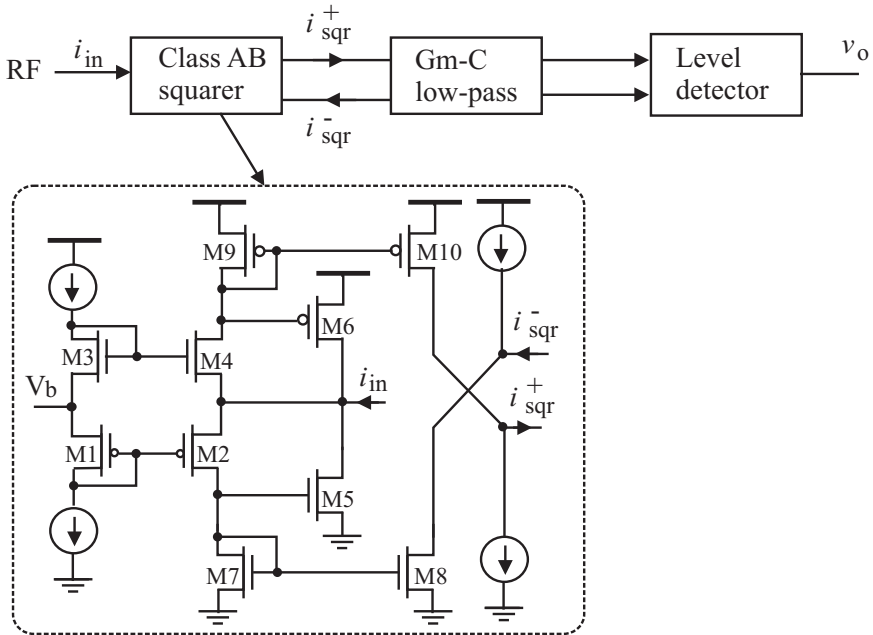 RF
i_in
Class AB
squarer
i_sqr^+
i_sqr^-
Gm-C
low-pass
Level
detector
v_o
M9
M10
M3
M4
M6
i_sqr^-
V_b
i_in
i_sqr^+
M1
M2
M5
M7
M8